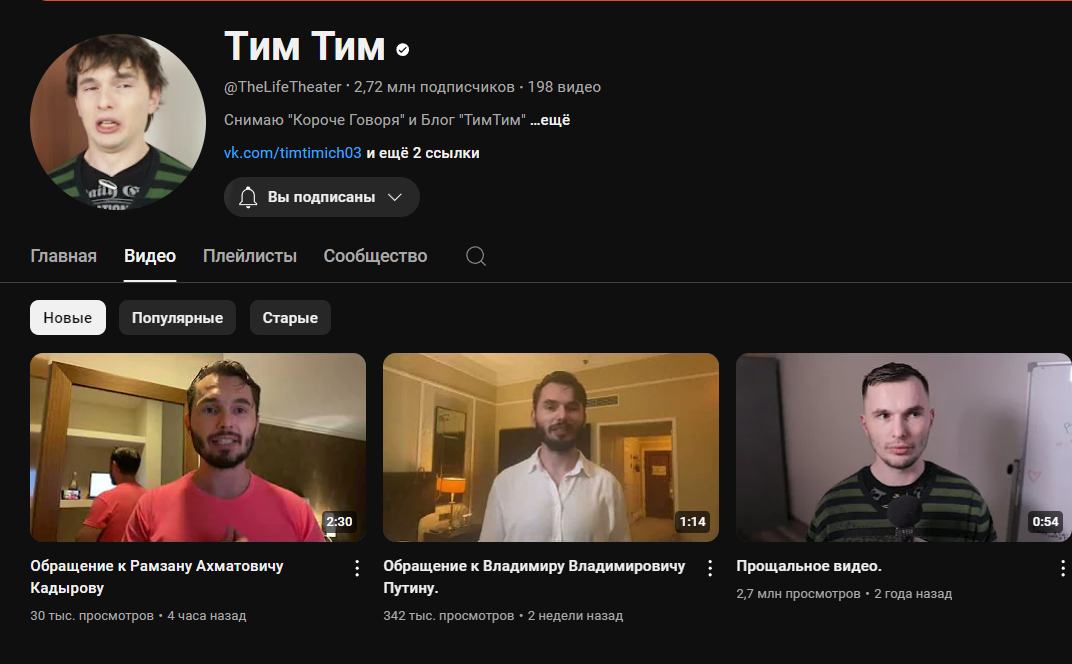 Тим Тим
@TheLifeTheater · 2,72 млн подписчиков · 198 видео
Снимаю "Короче Говоря" и Блог "ТимТим" ...ещё
vk.com/timtimich03 и ещё 2 ссылки
Вы подписаны
Главная Видео Плейлисты Сообщество
Новые Популярные Старые
2:30 1:14 0:54
Обращение к Рамзану Ахматовичу
Кадырову
30 тыс. просмотров · 4 часа назад
Обращение к Владимиру Владимировичу
Путину.
342 тыс. просмотров · 2 недели назад
Прощальное видео.
2,7 млн просмотров · 2 года назад